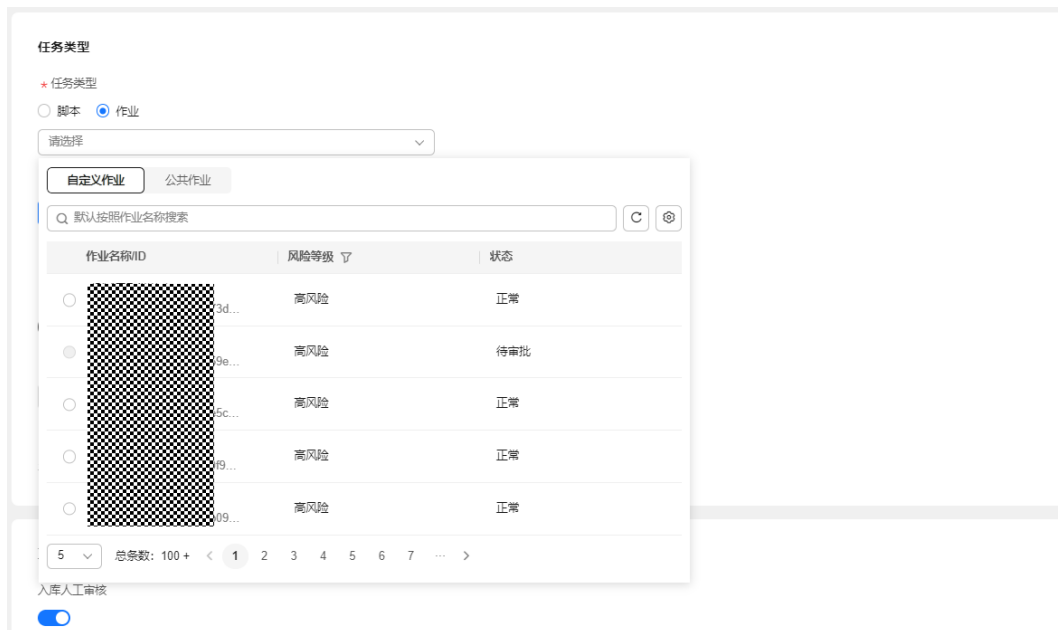 任务类型
* 任务类型
脚本 作业
请选择
自定义作业 公共作业
默认按照作业名称搜索
作业名称/ID 风险等级 状态
高风险 正常
3d...
高风险 待审批
9e...
高风险 正常
5c...
高风险 正常
f9...
高风险 正常
09...
5 总条数: 100 + < 1 2 3 4 5 6 7 ... >
入库人工审核